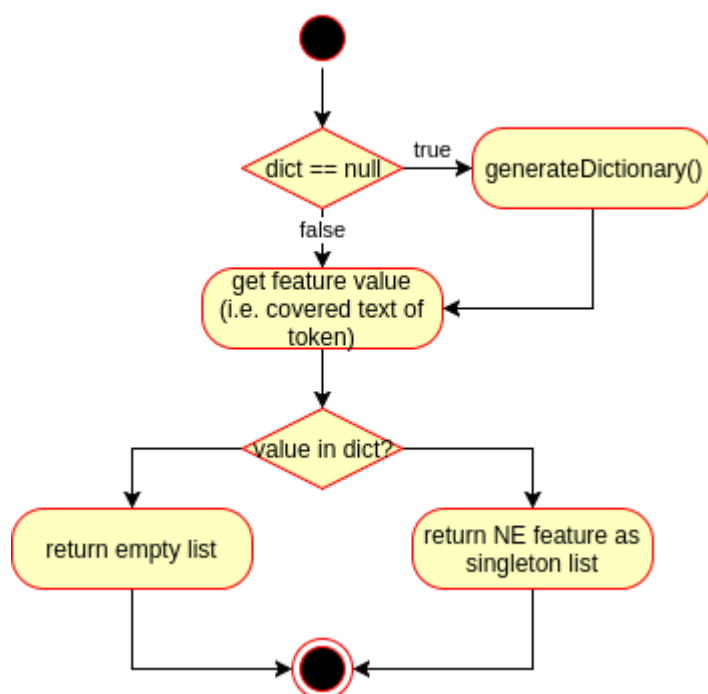 dict == null
true
generateDictionary()
false
get feature value
(i.e. covered text of
token)
value in dict?
return empty list
return NE feature as
singleton list